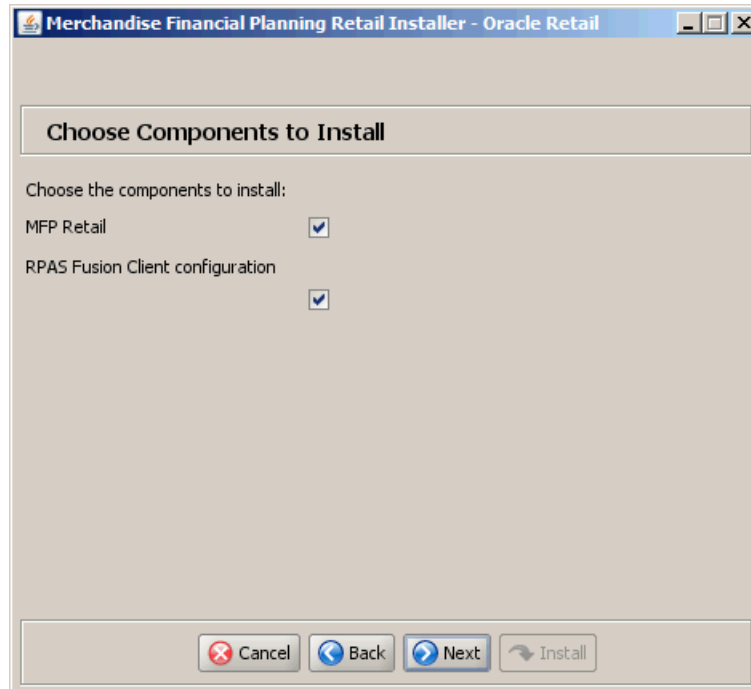 Merchandise Financial Planning Retail Installer - Oracle Retail
Choose Components to Install
Choose the components to install:
MFP Retail
RPAS Fusion Client configuration
Cancel Back Next Install